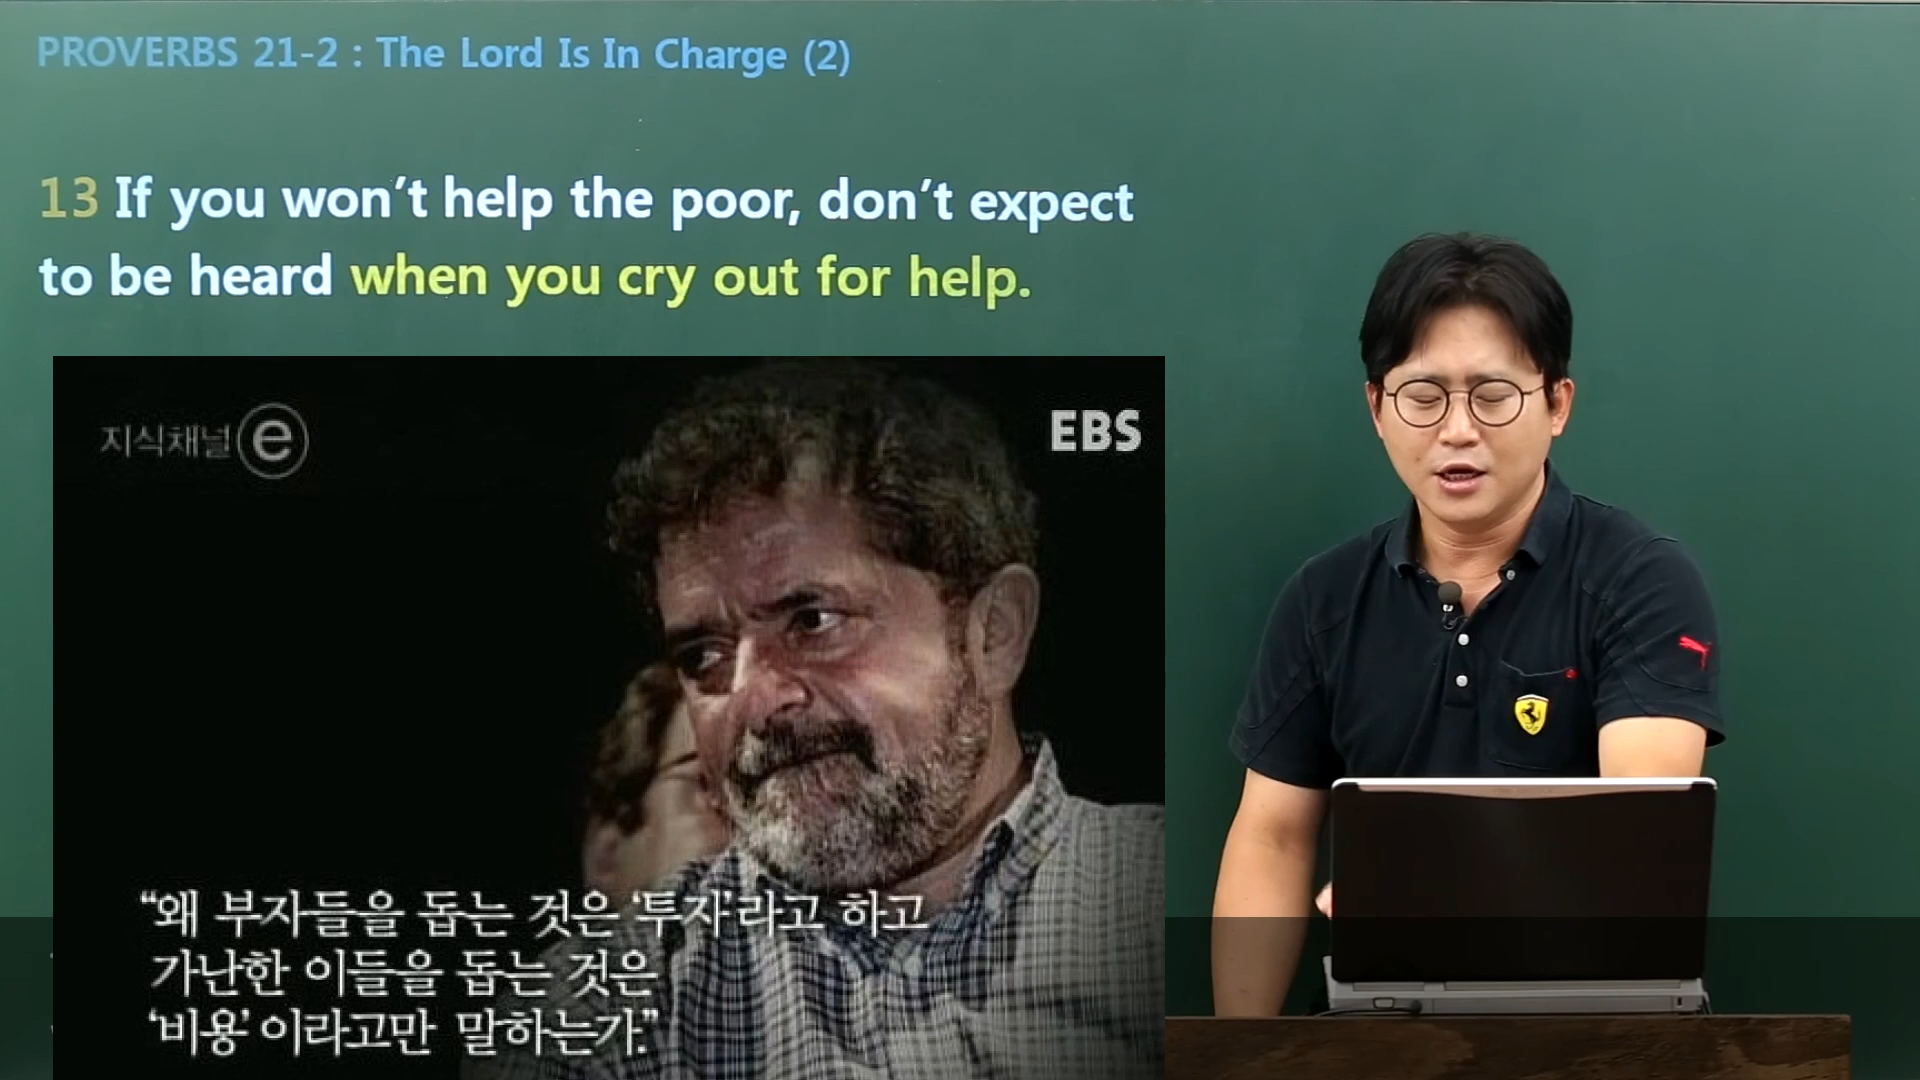 PROVERBS 21-2 : The Lord Is In Charge (2)
13 If you won't help the poor, don't expect
to be heard when you cry out for help.
지식채널 e
EBS
“왜 부자들을 돕는 것은 ‘투자’라고 하고
가난한 이들을 돕는 것은
‘비용’이라고만 말하는가.”